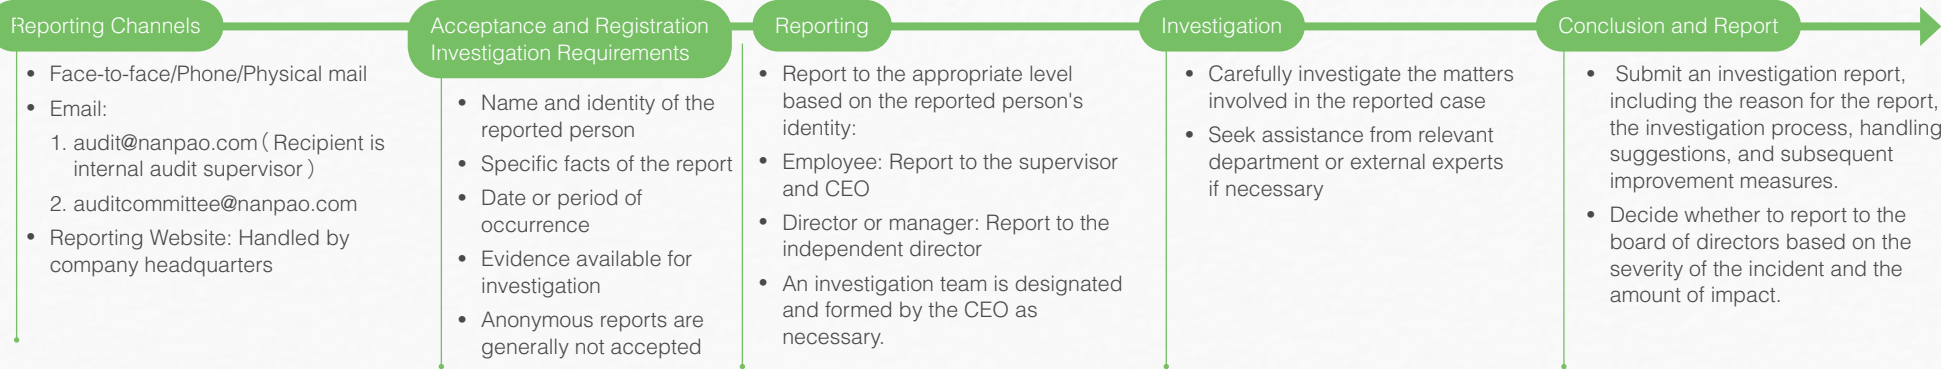 Reporting Channels
• Face-to-face/Phone/Physical mail
• Email:
1. audit@nanpao.com ( Recipient is
internal audit supervisor )
2. auditcommittee@nanpao.com
• Reporting Website: Handled by
company headquarters
Acceptance and Registration
Investigation Requirements
• Name and identity of the
reported person
• Specific facts of the report
• Date or period of
occurrence
• Evidence available for
investigation
• Anonymous reports are
generally not accepted
Reporting
• Report to the appropriate level
based on the reported person's
identity:
• Employee: Report to the supervisor
and CEO
• Director or manager: Report to the
independent director
• An investigation team is designated
and formed by the CEO as
necessary.
Investigation
• Carefully investigate the matters
involved in the reported case
• Seek assistance from relevant
department or external experts
if necessary
Conclusion and Report
• Submit an investigation report,
including the reason for the report,
the investigation process, handling
suggestions, and subsequent
improvement measures.
• Decide whether to report to the
board of directors based on the
severity of the incident and the
amount of impact.